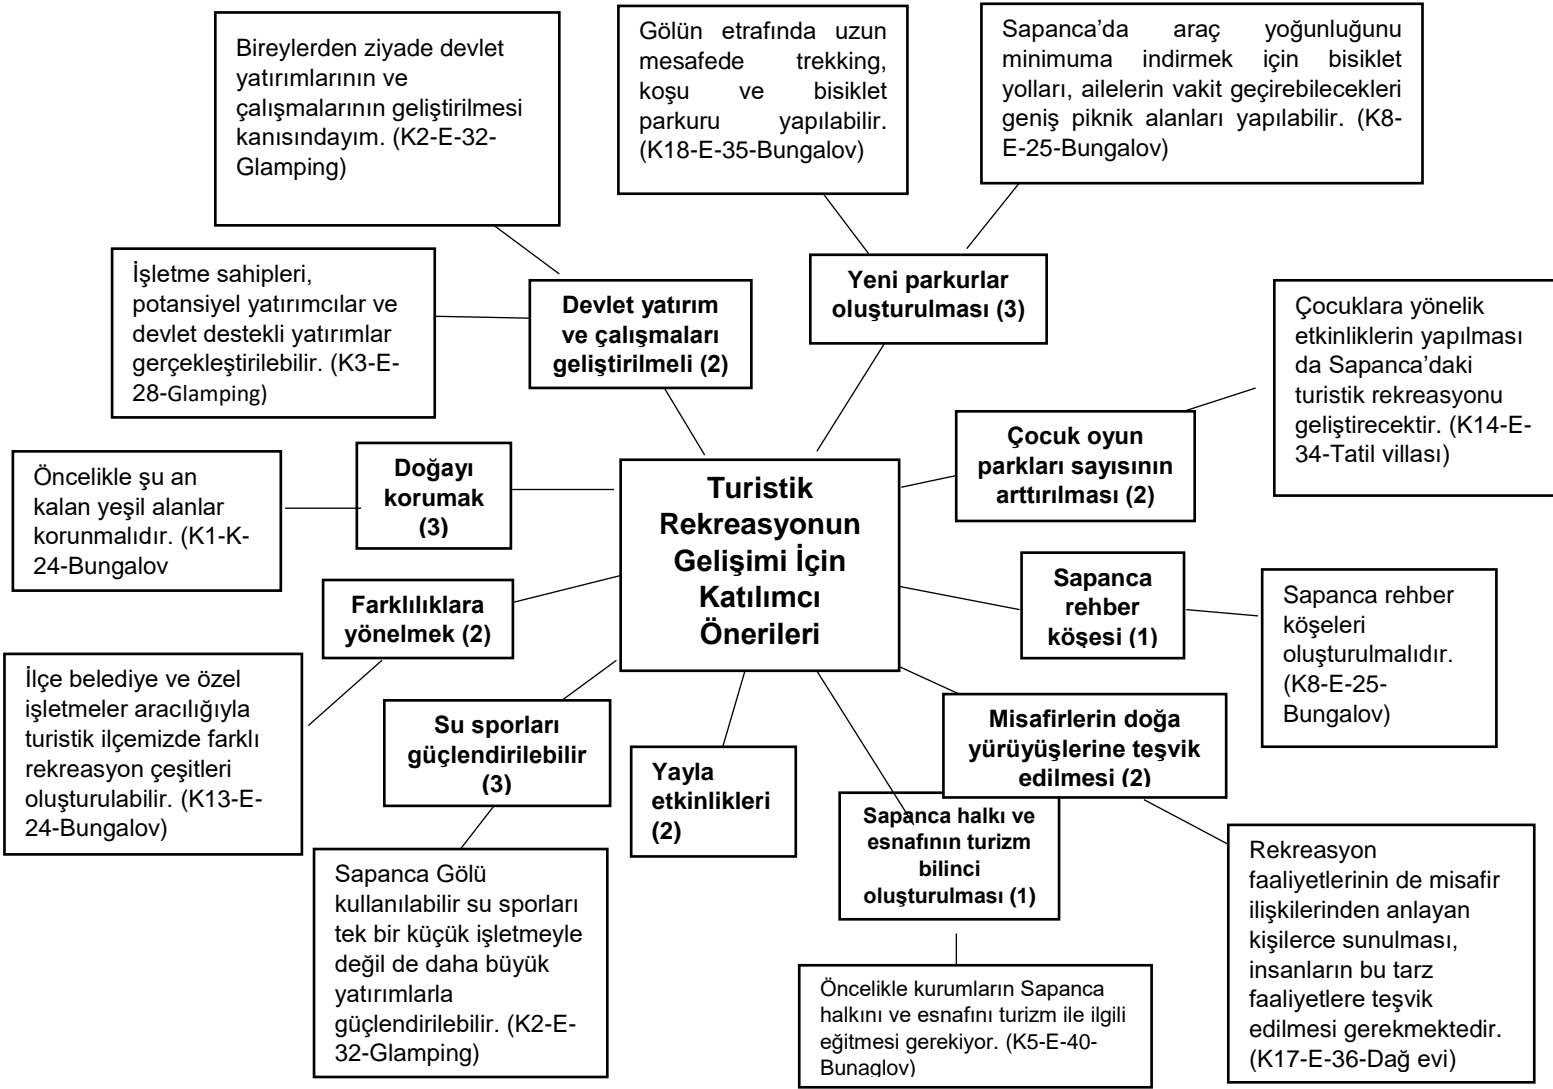 Bireylerden ziyade devlet
yatırımlarının ve
çalışmalarının geliştirilmesi
kanısındayım. (K2-E-32-
Glamping)
Gölün etrafında uzun
mesafede trekking,
koşu ve bisiklet
parkuru yapılabilir.
(K18-E-35-Bungalov)
Sapanca’da araç yoğunluğunu
minimuma indirmek için bisiklet
yolları, ailelerin vakit geçirebilecekleri
geniş piknik alanları yapılabilir. (K8-
E-25-Bungalov)
İşletme sahipleri,
potansiyel yatırımcılar ve
devlet destekli yatırımlar
gerçekleştirilebilir. (K3-E-
28-Glamping)
Devlet yatırım
ve çalışmaları
geliştirilmeli (2)
Yeni parkurlar
oluşturulması (3)
Çocuklara yönelik
etkinliklerin yapılması
da Sapanca’daki
turistik rekreasyonu
geliştirecektir. (K14-E-
34-Tatil villası)
Çocuk oyun
parkları sayısının
arttırılması (2)
Doğayı
korumak
(3)
Öncelikle şu an
kalan yeşil alanlar
korunmalıdır. (K1-K-
24-Bungalov
Turistik
Rekreasyonun
Gelişimi İçin
Katılımcı
Önerileri
Sapanca
rehber
köşesi (1)
Sapanca rehber
köşeleri
oluşturulmalıdır.
(K8-E-25-
Bungalov)
Farklılıklara
yönelmek (2)
İlçe belediye ve özel
işletmeler aracılığıyla
turistik ilçemizde farklı
rekreasyon çeşitleri
oluşturulabilir. (K13-E-
24-Bungalov)
Su sporları
güçlendirilebilir
(3)
Yayla
etkinlikleri
(2)
Misafirlerin doğa
yürüyüşlerine teşvik
edilmesi (2)
Sapanca halkı ve
esnafının turizm
bilinci
oluşturulması (1)
Sapanca Gölü
kullanılabilir su sporları
tek bir küçük işletmeyle
değil de daha büyük
yatırımlarla
güçlendirilebilir. (K2-E-
32-Glamping)
Öncelikle kurumların Sapanca
halkını ve esnafını turizm ile ilgili
eğitmesi gerekiyor. (K5-E-40-
Bunaglov)
Rekreasyon
faaliyetlerinin de misafir
ilişkilerinden anlayan
kişilerce sunulması,
insanların bu tarz
faaliyetlere teşvik
edilmesi gerekmektedir.
(K17-E-36-Dağ evi)